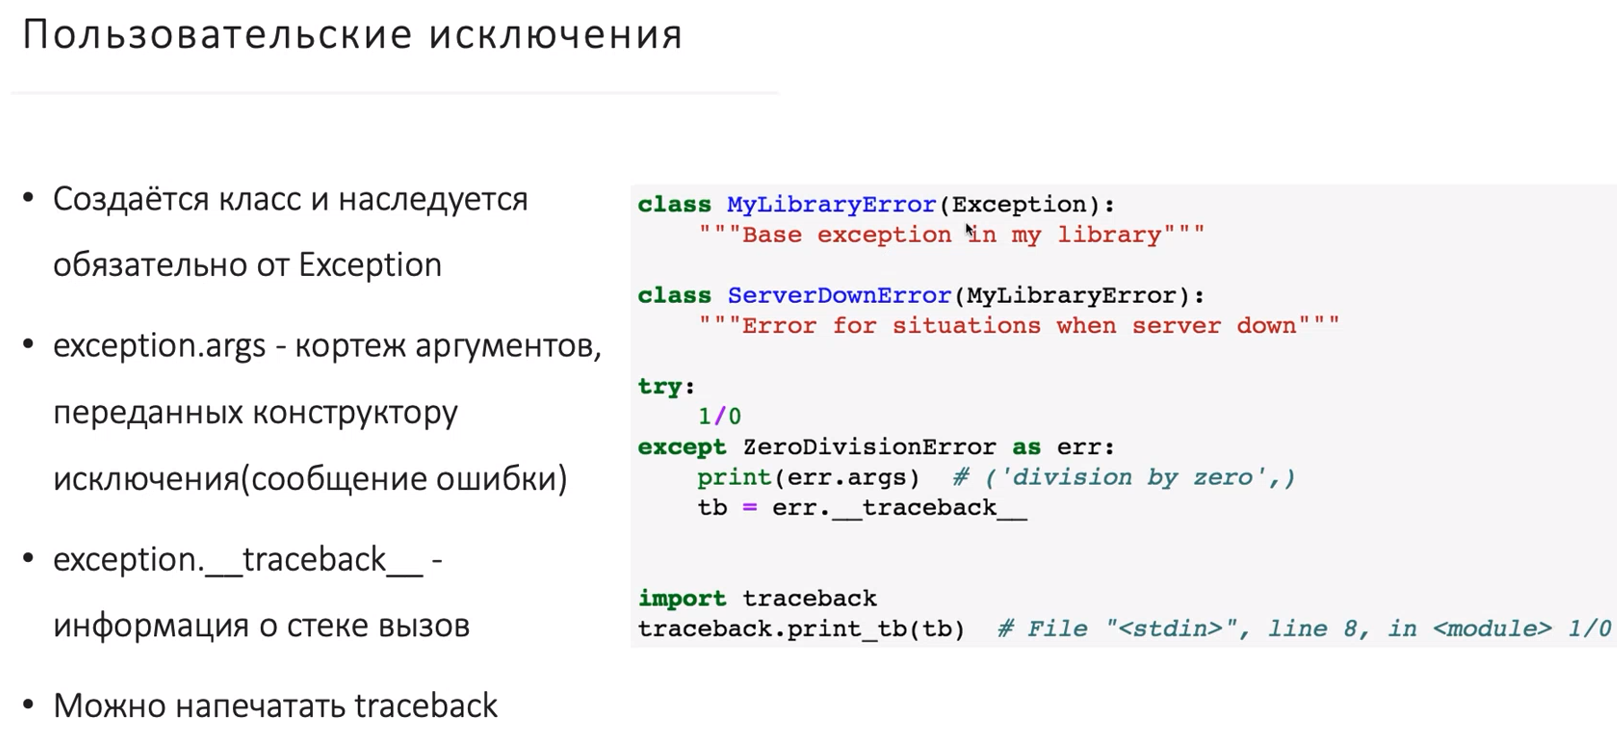 Пользовательские исключения
• Создаётся класс и наследуется
обязательно от Exception
• exception.args - кортеж аргументов,
переданных конструктору
исключения(сообщение ошибки)
• exception.__traceback__ -
информация о стеке вызов
• Можно напечатать traceback
class MyLibraryError(Exception):
    """Base exception in my library"""
class ServerDownError(MyLibraryError):
    """Error for situations when server down"""
try:
    1/0
except ZeroDivisionError as err:
    print(err.args)  # ('division by zero',)
    tb = err.__traceback__
import traceback
traceback.print_tb(tb)  # File "<stdin>", line 8, in <module> 1/0